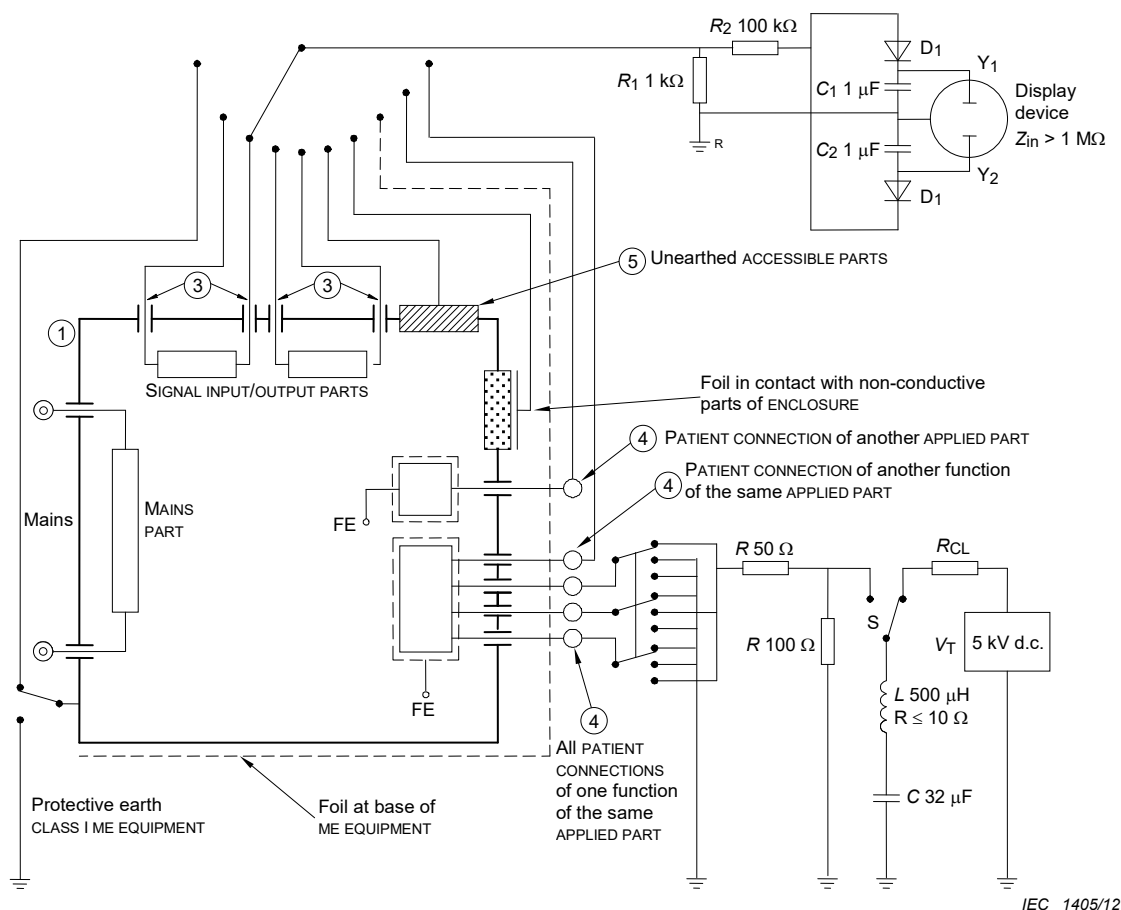 R2 100 kΩ
D1
Y1
R1 1 kΩ
C1 1 μF
Display
device
Zin > 1 MΩ
R
C2 1 μF
Y2
D1
5 Unearthed ACCESSIBLE PARTS
3
3
1
SIGNAL INPUT/OUTPUT PARTS
Foil in contact with non-conductive
parts of ENCLOSURE
4 PATIENT CONNECTION of another APPLIED PART
4 PATIENT CONNECTION of another function
of the same APPLIED PART
Mains
MAINS
PART
FE
R 50 Ω
RCL
S
R 100 Ω
VT 5 kV d.c.
L 500 μH
R ≤ 10 Ω
FE
4
All PATIENT
CONNECTIONS
of one function
of the same
APPLIED PART
C 32 μF
Protective earth
CLASS I ME EQUIPMENT
Foil at base of
ME EQUIPMENT
IEC 1405/12